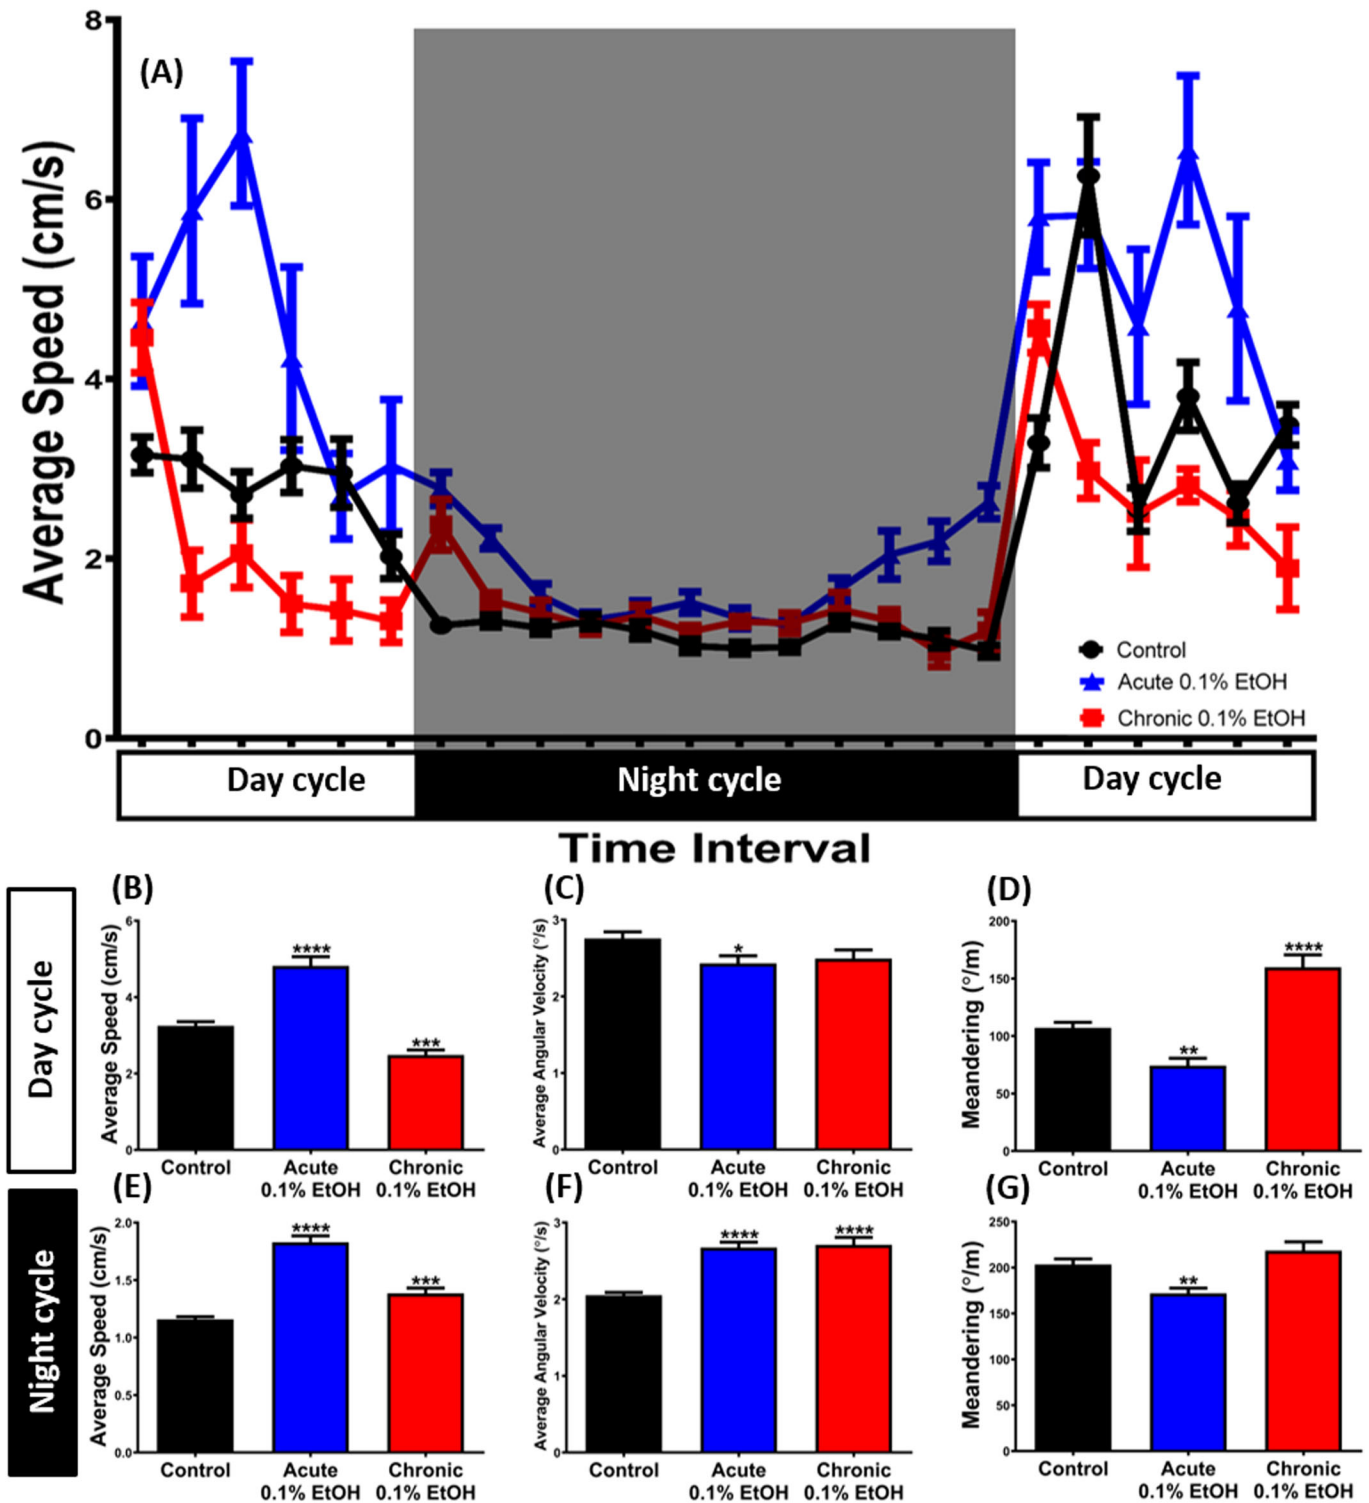 (A)
8
6
4
2
0
Average Speed (cm/s)
Control
Acute 0.1% EtOH
Chronic 0.1% EtOH
Day cycle
Night cycle
Day cycle
Time Interval
Day cycle
(B)
6
4
2
0
Average Speed (cm/s)
****
***
Control
Acute
0.1% EtOH
Chronic
0.1% EtOH
(C)
3
2
1
0
Average Angular Velocity (°/s)
*
Control
Acute
0.1% EtOH
Chronic
0.1% EtOH
(D)
200
150
100
50
0
Meandering (°/m)
**
****
Control
Acute
0.1% EtOH
Chronic
0.1% EtOH
Night cycle
(E)
2.0
1.5
1.0
0.5
0.0
Average Speed (cm/s)
****
***
Control
Acute
0.1% EtOH
Chronic
0.1% EtOH
(F)
3
2
1
0
Average Angular Velocity (°/s)
****
****
Control
Acute
0.1% EtOH
Chronic
0.1% EtOH
(G)
250
200
150
100
50
0
Meandering (°/m)
**
Control
Acute
0.1% EtOH
Chronic
0.1% EtOH